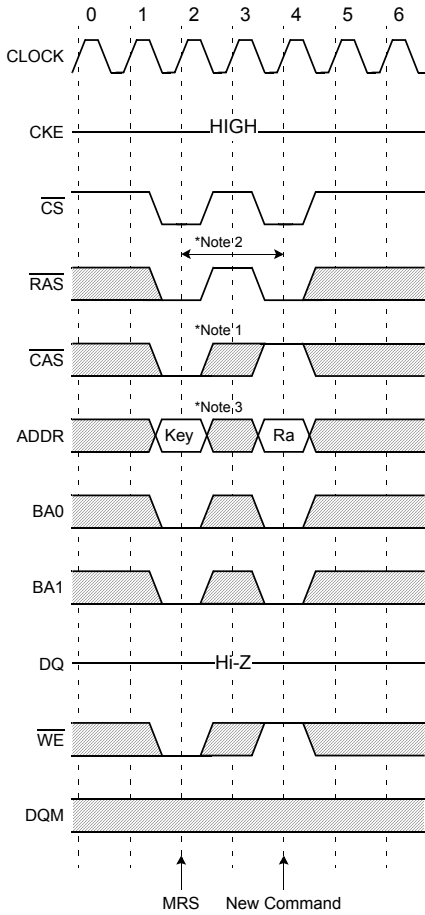 0 1 2 3 4 5 6
CLOCK
CKE HIGH
CS
*Note 2
RAS
*Note 1
CAS
*Note 3
ADDR Key Ra
BA0
BA1
DQ Hi-Z
WE
DQM
MRS New Command